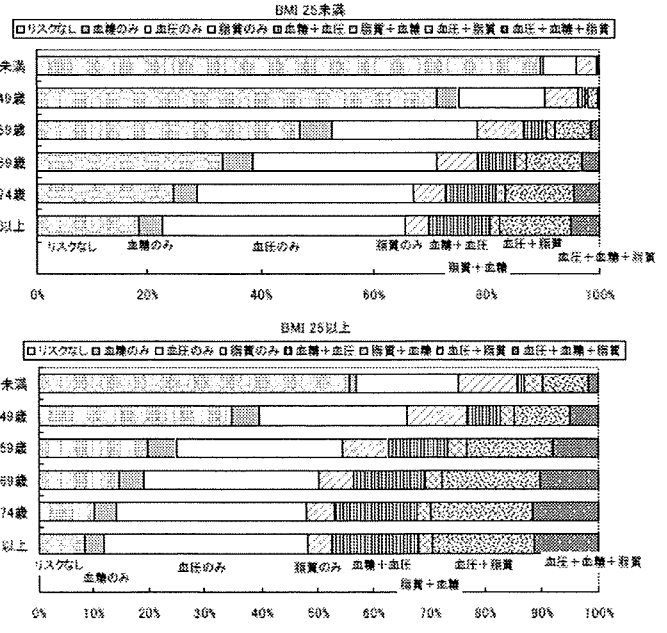 BMI 25未満
リスクなし 血糖のみ 血圧のみ 脂質のみ 血糖+血圧 脂質+血糖 血圧+脂質 血圧+血糖+脂質
未満
49歳
59歳
69歳
74歳
以上
リスクなし 血糖のみ 血圧のみ 脂質のみ 血糖+血圧 血圧+脂質
脂質+血糖 血圧+血糖+脂質
0% 20% 40% 60% 80% 100%
BMI 25以上
リスクなし 血糖のみ 血圧のみ 脂質のみ 血糖+血圧 脂質+血糖 血圧+脂質 血圧+血糖+脂質
未満
49歳
59歳
69歳
74歳
以上
リスクなし 血糖のみ 血圧のみ 脂質のみ 血糖+血圧 血圧+脂質 血圧+血糖+脂質
脂質+血糖
0% 10% 20% 30% 40% 50% 60% 70% 80% 90% 100%